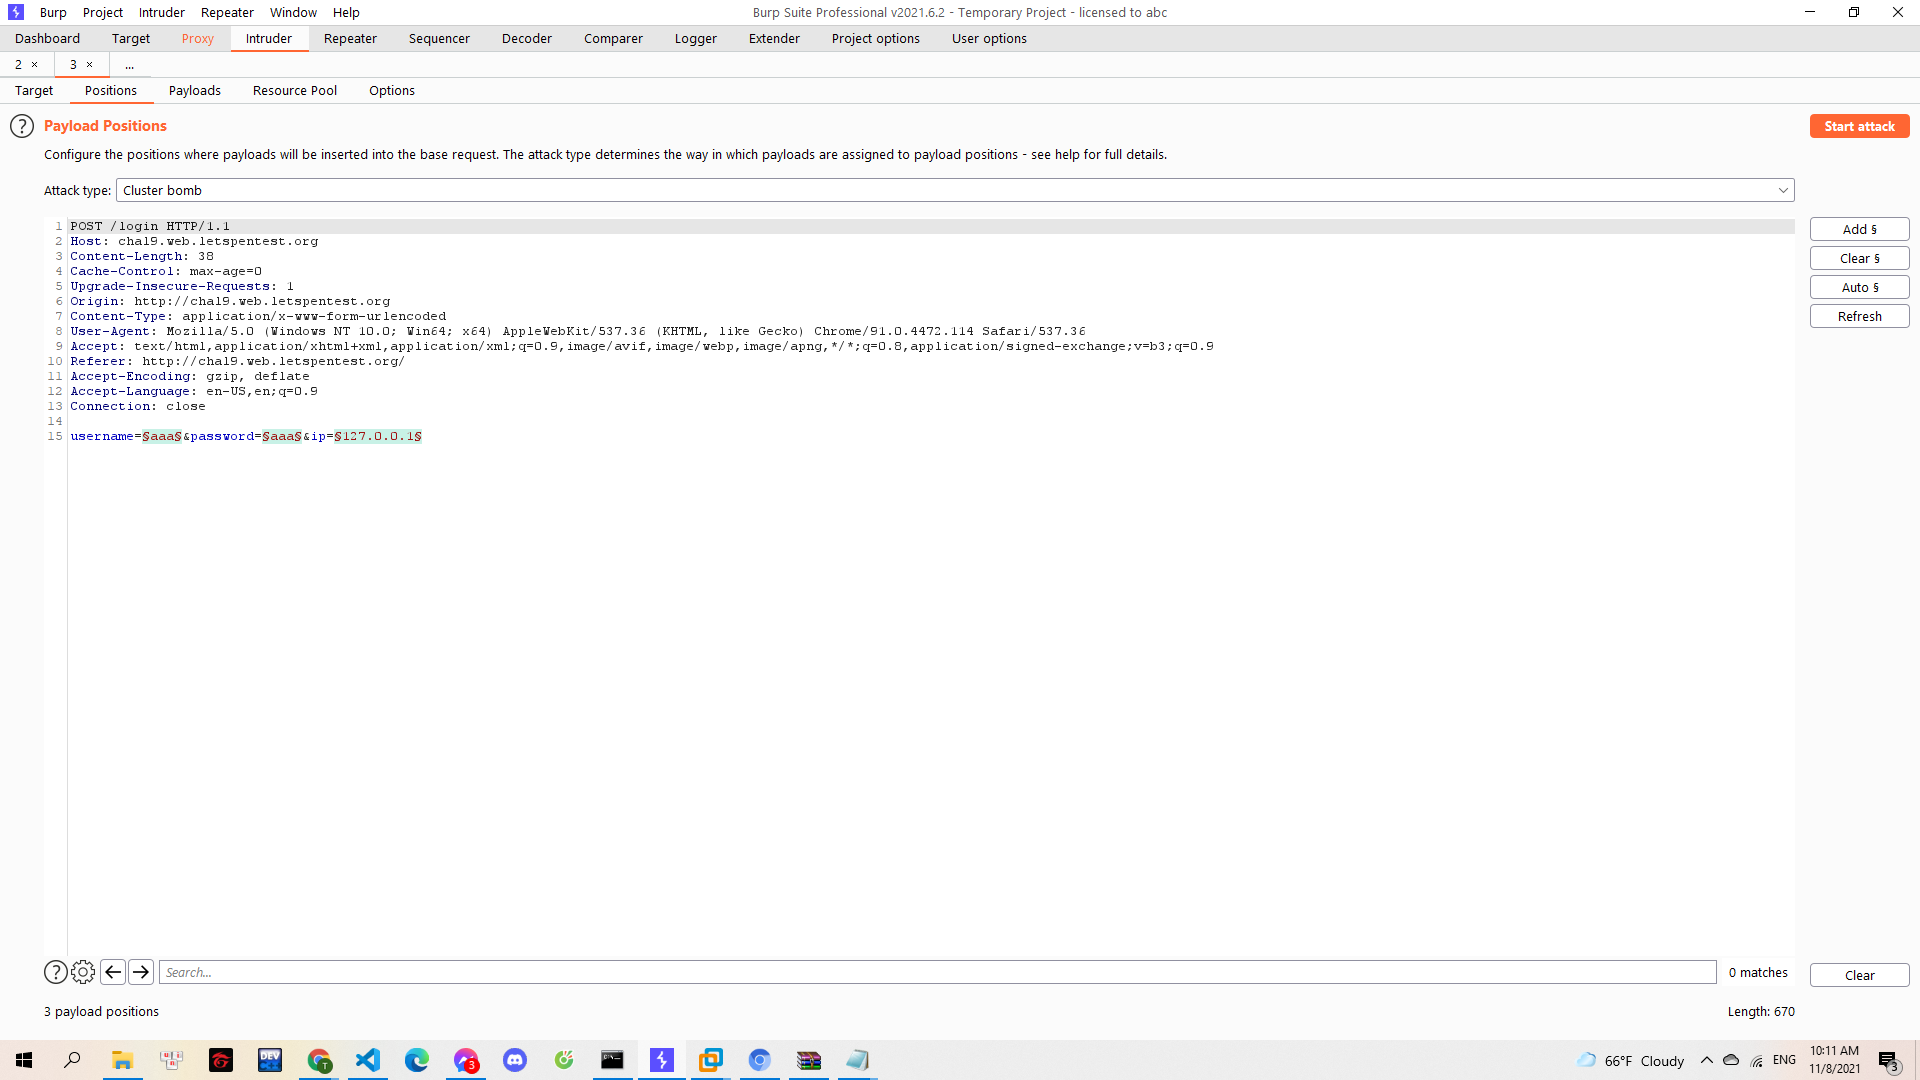 Burp Project Intruder Repeater Window Help
Burp Suite Professional v2021.6.2 - Temporary Project - licensed to abc
Dashboard Target Proxy Intruder Repeater Sequencer Decoder Comparer Logger Extender Project options User options
2 × 3 × ...
Target Positions Payloads Resource Pool Options
? Payload Positions
Start attack
Configure the positions where payloads will be inserted into the base request. The attack type determines the way in which payloads are assigned to payload positions - see help for full details.
Attack type: Cluster bomb
1 POST /login HTTP/1.1
2 Host: chal9.web.letspentest.org
3 Content-Length: 38
4 Cache-Control: max-age=0
5 Upgrade-Insecure-Requests: 1
6 Origin: http://chal9.web.letspentest.org
7 Content-Type: application/x-www-form-urlencoded
8 User-Agent: Mozilla/5.0 (Windows NT 10.0; Win64; x64) AppleWebKit/537.36 (KHTML, like Gecko) Chrome/91.0.4472.114 Safari/537.36
9 Accept: text/html,application/xhtml+xml,application/xml;q=0.9,image/avif,image/webp,image/apng,*/*;q=0.8,application/signed-exchange;v=b3;q=0.9
10 Referer: http://chal9.web.letspentest.org/
11 Accept-Encoding: gzip, deflate
12 Accept-Language: en-US,en;q=0.9
13 Connection: close
14
15 username=§aaa§&password=§aaa§&ip=§127.0.0.1§
Add §
Clear §
Auto §
Refresh
? Search... 0 matches
Clear
3 payload positions
Length: 670
DEV
T
3
66°F Cloudy
ENG
10:11 AM
11/8/2021
3